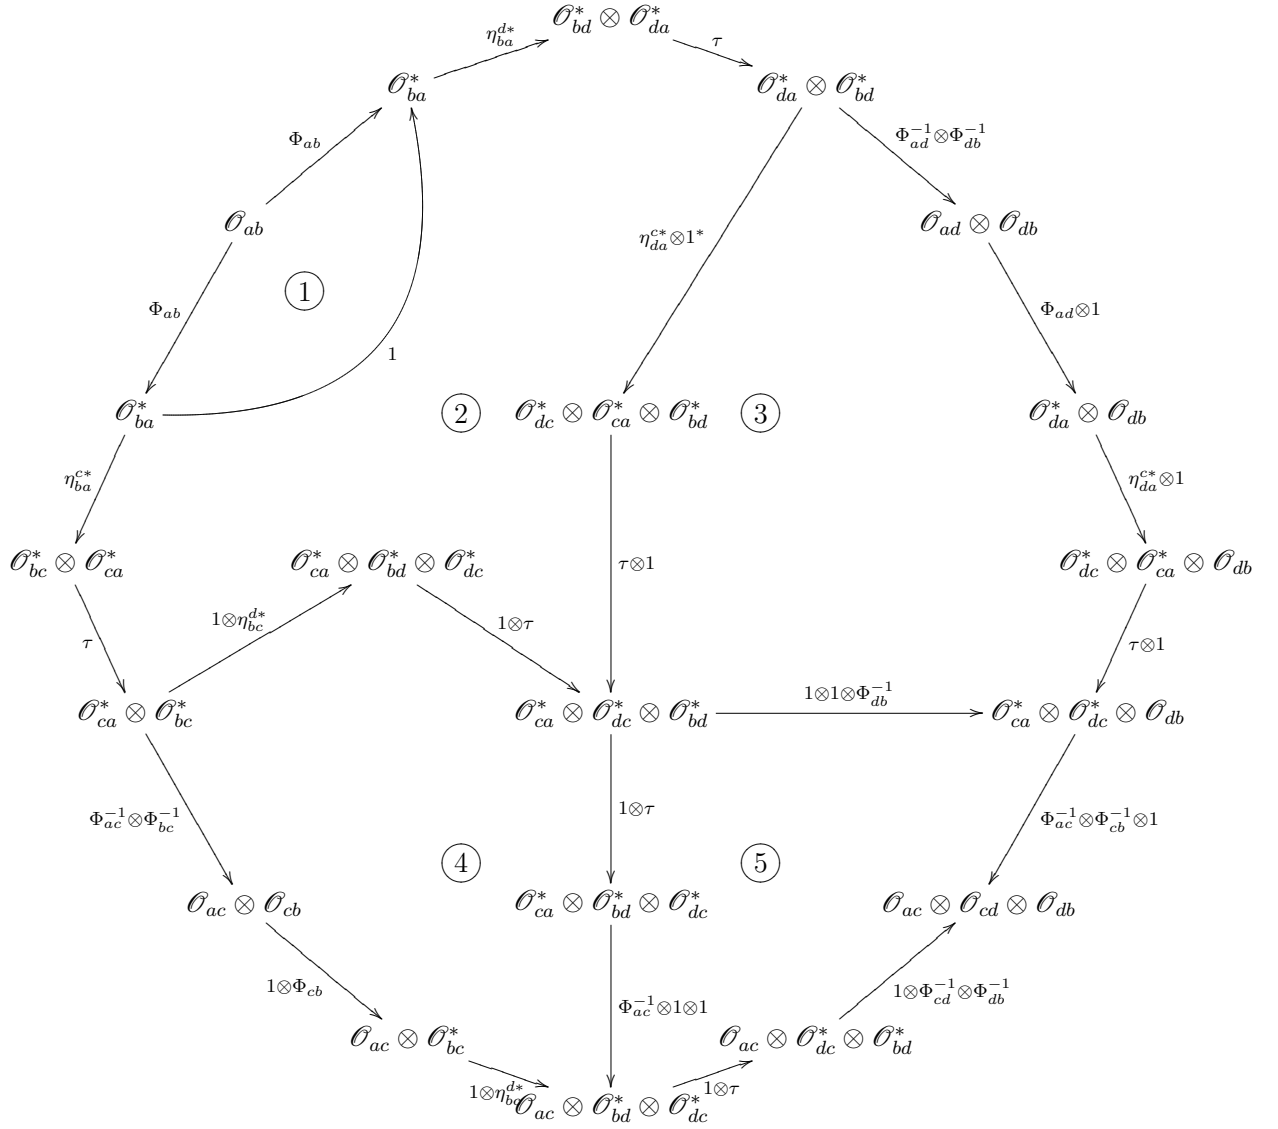 𝒪*_{bd} ⊗ 𝒪*_{da}
η^{d*}_{ba}
τ
𝒪*_{ba}
𝒪*_{da} ⊗ 𝒪*_{bd}
Φ_{ab}
Φ^{-1}_{ad}⊗Φ^{-1}_{db}
𝒪_{ab}
𝒪_{ad} ⊗ 𝒪_{db}
η^{c*}_{da}⊗1*
1
Φ_{ab}
Φ_{ad}⊗1
1
𝒪*_{ba}
2
𝒪*_{dc} ⊗ 𝒪*_{ca} ⊗ 𝒪*_{bd}
3
𝒪*_{da} ⊗ 𝒪_{db}
η^{c*}_{ba}
η^{c*}_{da}⊗1
𝒪*_{bc} ⊗ 𝒪*_{ca}
𝒪*_{ca} ⊗ 𝒪*_{bd} ⊗ 𝒪*_{dc}
τ⊗1
𝒪*_{dc} ⊗ 𝒪*_{ca} ⊗ 𝒪_{db}
τ
1⊗η^{d*}_{bc}
1⊗τ
τ⊗1
𝒪*_{ca} ⊗ 𝒪*_{bc}
𝒪*_{ca} ⊗ 𝒪*_{dc} ⊗ 𝒪*_{bd}
1⊗1⊗Φ^{-1}_{db}
𝒪*_{ca} ⊗ 𝒪*_{dc} ⊗ 𝒪_{db}
Φ^{-1}_{ac}⊗Φ^{-1}_{bc}
1⊗τ
Φ^{-1}_{ac}⊗Φ^{-1}_{cb}⊗1
4
5
𝒪_{ac} ⊗ 𝒪_{cb}
𝒪*_{ca} ⊗ 𝒪*_{bd} ⊗ 𝒪*_{dc}
𝒪_{ac} ⊗ 𝒪_{cd} ⊗ 𝒪_{db}
1⊗Φ_{cb}
Φ^{-1}_{ac}⊗1⊗1
1⊗Φ^{-1}_{cd}⊗Φ^{-1}_{db}
𝒪_{ac} ⊗ 𝒪*_{bc}
𝒪_{ac} ⊗ 𝒪*_{dc} ⊗ 𝒪*_{bd}
1⊗η^{d*}
1⊗τ
𝒪_{ac} ⊗ 𝒪*_{bd} ⊗ 𝒪*_{dc}